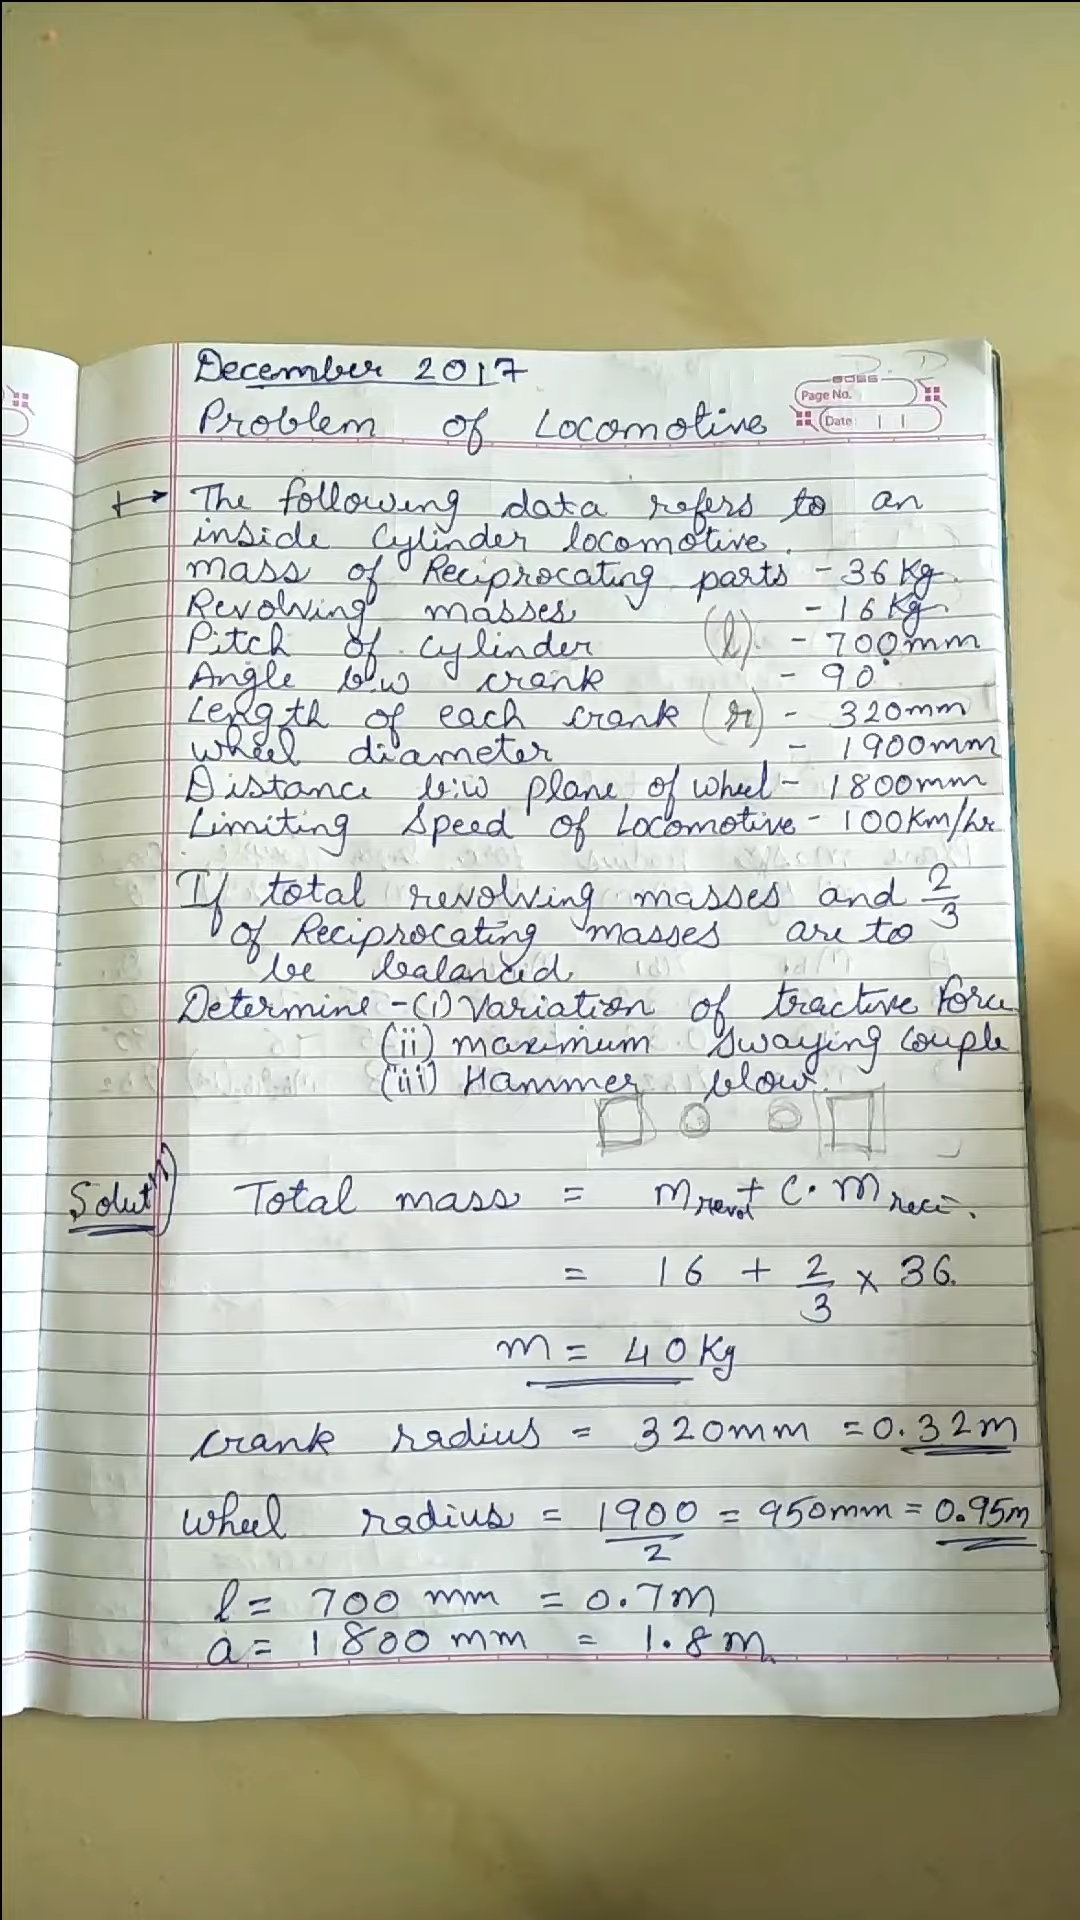 December 2017
Problem of Locomotive
Page No.
Date: | |
→ The following data refers to an
inside cylinder locomotive.
mass of Reciprocating parts - 36 Kg.
Revolving masses - 16 Kg.
Pitch of cylinder (l) - 700mm
Angle b.w crank - 90°
Length of each crank (r) - 320mm
wheel diameter - 1900mm
Distance b:w plane of wheel - 1800mm
Limiting Speed of Locomotive - 100Km/hr
If total revolving masses and 2/3
of Reciprocating masses are to
be balanced.
Determine - (i) Variation of tractive Force
(ii) maximum Swaying couple
(iii) Hammer blow.
Solutⁿ) Total mass = m revol + C. m reci.
= 16 + 2/3 x 36.
m = 40 Kg
crank radius = 320mm = 0.32m
wheel radius = 1900/2 = 950mm = 0.95m
l = 700 mm = 0.7m
a = 1800 mm = 1.8m.